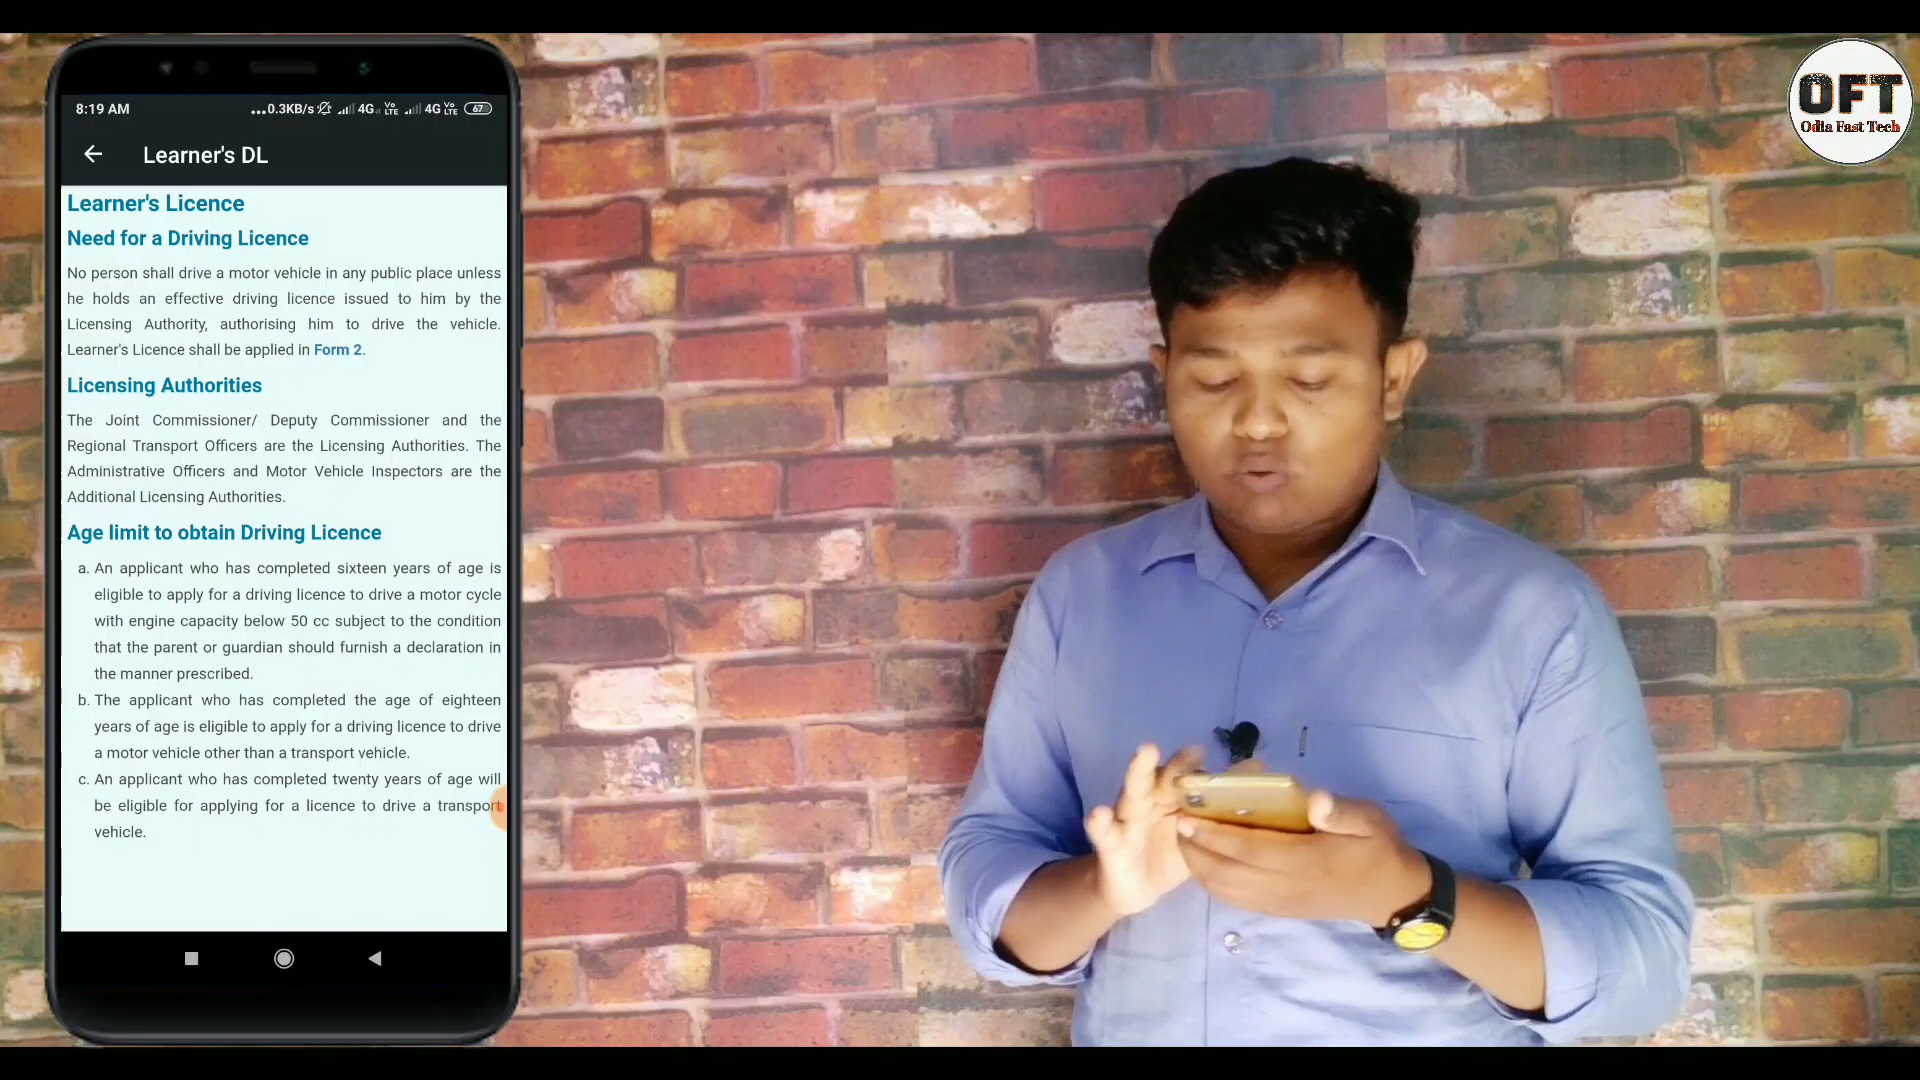 8:19 AM
...0.3KB/s 4G Vo LTE 4G Vo LTE 67
Learner's DL
Learner's Licence
Need for a Driving Licence
No person shall drive a motor vehicle in any public place unless
he holds an effective driving licence issued to him by the
Licensing Authority, authorising him to drive the vehicle.
Learner's Licence shall be applied in Form 2.
Licensing Authorities
The Joint Commissioner/ Deputy Commissioner and the
Regional Transport Officers are the Licensing Authorities. The
Administrative Officers and Motor Vehicle Inspectors are the
Additional Licensing Authorities.
Age limit to obtain Driving Licence
a. An applicant who has completed sixteen years of age is
eligible to apply for a driving licence to drive a motor cycle
with engine capacity below 50 cc subject to the condition
that the parent or guardian should furnish a declaration in
the manner prescribed.
b. The applicant who has completed the age of eighteen
years of age is eligible to apply for a driving licence to drive
a motor vehicle other than a transport vehicle.
c. An applicant who has completed twenty years of age will
be eligible for applying for a licence to drive a transport
vehicle.
OFT
Odia Fast Tech